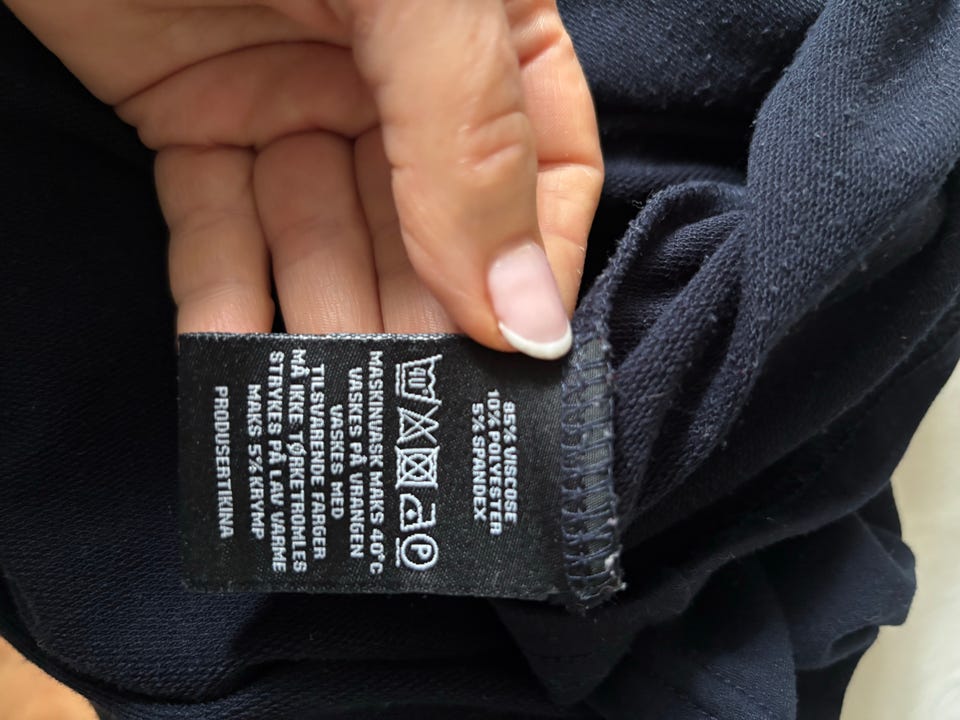 85% VISCOSE
10% POLYESTER
5% SPANDEX
40
P
MASKINVASK MAKS 40°C
VASKES PÅ VRANGEN
VASKES MED
TILSVARENDE FARGER
MÅ IKKE TØRKETROMLES
STRYKES PÅ LAV VARME
MAKS 5% KRYMP
PRODUSERT I KINA